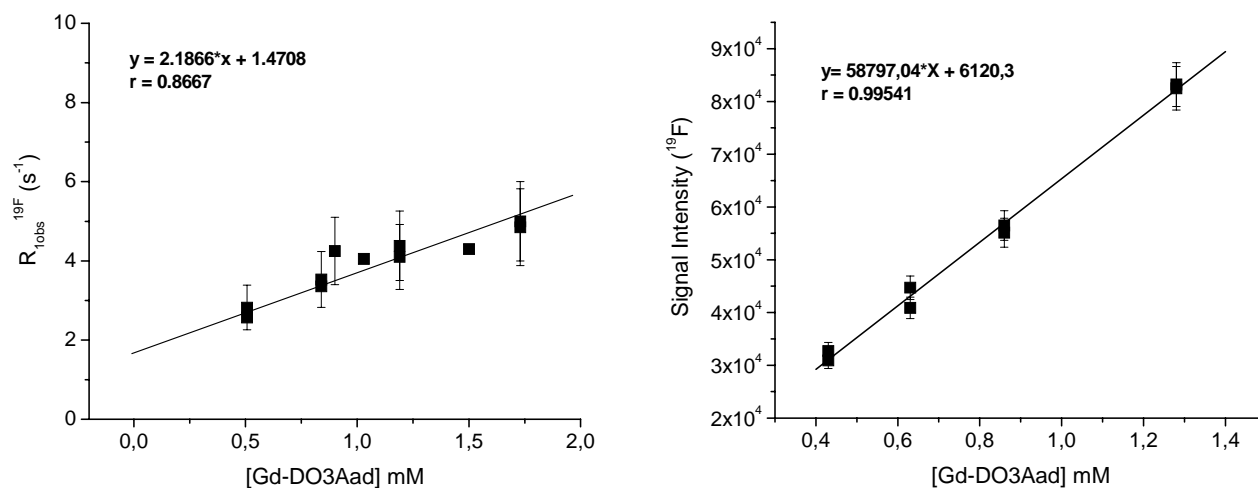 10
8
6
4
2
0
R1obs 19F (s-1)
y = 2.1866*x + 1.4708
r = 0.8667
0,0 0,5 1,0 1,5 2,0
[Gd-DO3Aad] mM
9x10^4
8x10^4
7x10^4
6x10^4
5x10^4
4x10^4
3x10^4
2x10^4
Signal Intensity (19F)
y= 58797,04*X + 6120,3
r = 0.99541
0,4 0,6 0,8 1,0 1,2 1,4
[Gd-DO3Aad] mM